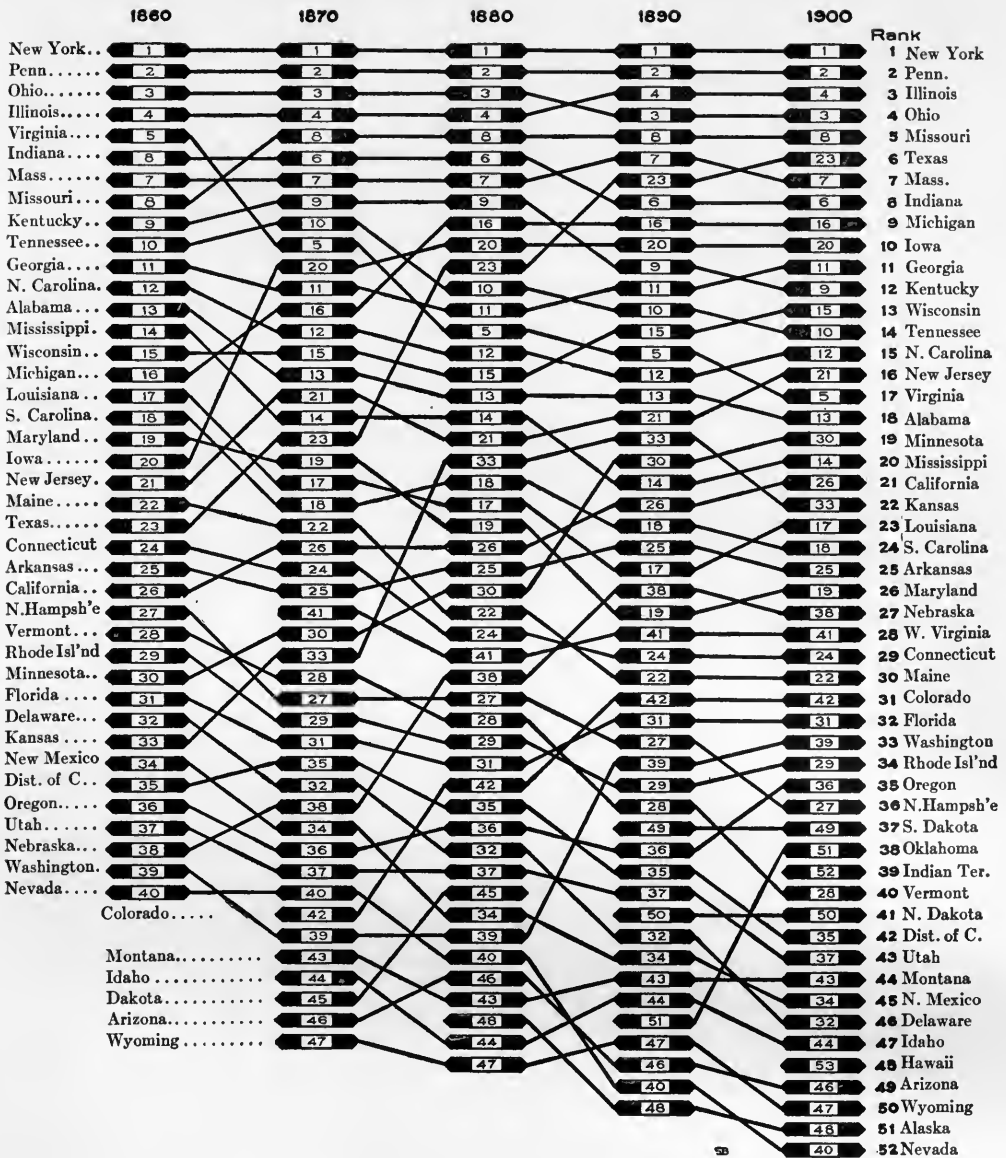 1860 1870 1880 1890 1900
Rank
New York.. 1 1 1 1 1 1 New York
Penn...... 2 2 2 2 2 2 Penn.
Ohio....... 3 3 3 4 4 3 Illinois
Illinois..... 4 4 4 3 3 4 Ohio
Virginia.... 5 8 8 8 8 5 Missouri
Indiana.... 8 6 6 7 23 6 Texas
Mass...... 7 7 7 23 7 7 Mass.
Missouri... 8 9 9 6 6 8 Indiana
Kentucky.. 9 10 16 16 16 9 Michigan
Tennessee.. 10 5 20 20 20 10 Iowa
Georgia.... 11 20 23 9 11 11 Georgia
N. Carolina. 12 11 10 11 9 12 Kentucky
Alabama... 13 16 11 10 15 13 Wisconsin
Mississippi. 14 12 5 15 10 14 Tennessee
Wisconsin.. 15 15 12 5 12 15 N. Carolina
Michigan... 16 13 15 12 21 16 New Jersey
Louisiana.. 17 21 13 13 5 17 Virginia
S. Carolina. 18 14 14 21 13 18 Alabama
Maryland.. 19 23 21 33 30 19 Minnesota
Iowa...... 20 19 33 30 14 20 Mississippi
New Jersey. 21 17 18 14 26 21 California
Maine.... 22 18 17 26 33 22 Kansas
Texas...... 23 22 19 18 17 23 Louisiana
Connecticut 24 26 26 25 18 24 S. Carolina
Arkansas... 25 24 25 17 25 25 Arkansas
California.. 26 25 30 38 19 26 Maryland
N.Hampsh'e 27 41 22 19 38 27 Nebraska
Vermont... 28 30 24 41 41 28 W. Virginia
Rhode Isl'nd 29 33 41 24 24 29 Connecticut
Minnesota.. 30 28 38 22 22 30 Maine
Florida.... 31 27 27 42 42 31 Colorado
Delaware... 32 29 28 31 31 32 Florida
Kansas.... 33 31 29 27 39 33 Washington
New Mexico 34 35 31 39 29 34 Rhode Isl'nd
Dist. of C.. 35 32 42 29 36 35 Oregon
Oregon..... 36 38 35 28 27 36 N.Hampsh'e
Utah...... 37 34 36 49 49 37 S. Dakota
Nebraska... 38 36 32 36 51 38 Oklahoma
Washington. 39 37 45 35 52 39 Indian Ter.
Nevada.... 40 40 34 37 28 40 Vermont
Colorado..... 42 39 50 50 41 N. Dakota
39 40 32 35 42 Dist. of C.
Montana........ 43 46 34 37 43 Utah
Idaho.......... 44 43 43 43 44 Montana
Dakota......... 45 48 44 34 45 N. Mexico
Arizona......... 46 44 51 32 46 Delaware
Wyoming......... 47 47 47 44 47 Idaho
46 53 48 Hawaii
40 46 49 Arizona
48 47 50 Wyoming
48 51 Alaska
SB 40 52 Nevada